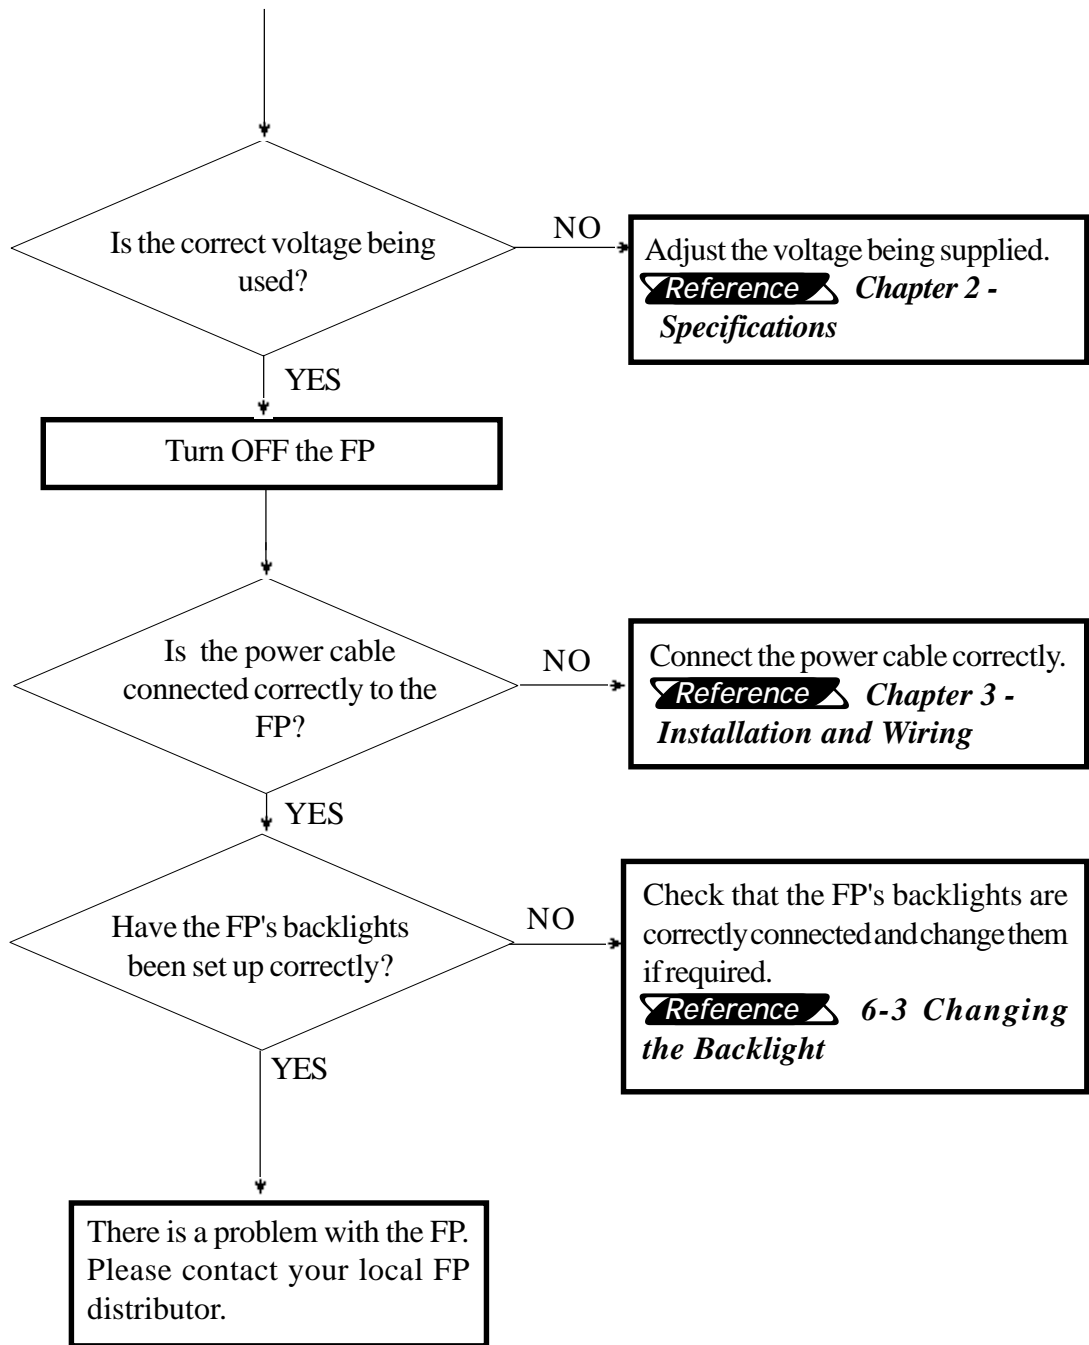 Is the correct voltage being
used?
NO
Adjust the voltage being supplied.
Reference Chapter 2 -
Specifications
YES
Turn OFF the FP
Is the power cable
connected correctly to the
FP?
NO
Connect the power cable correctly.
Reference Chapter 3 -
Installation and Wiring
YES
Have the FP's backlights
been set up correctly?
NO
Check that the FP's backlights are
correctly connected and change them
if required.
Reference 6-3 Changing
the Backlight
YES
There is a problem with the FP.
Please contact your local FP
distributor.